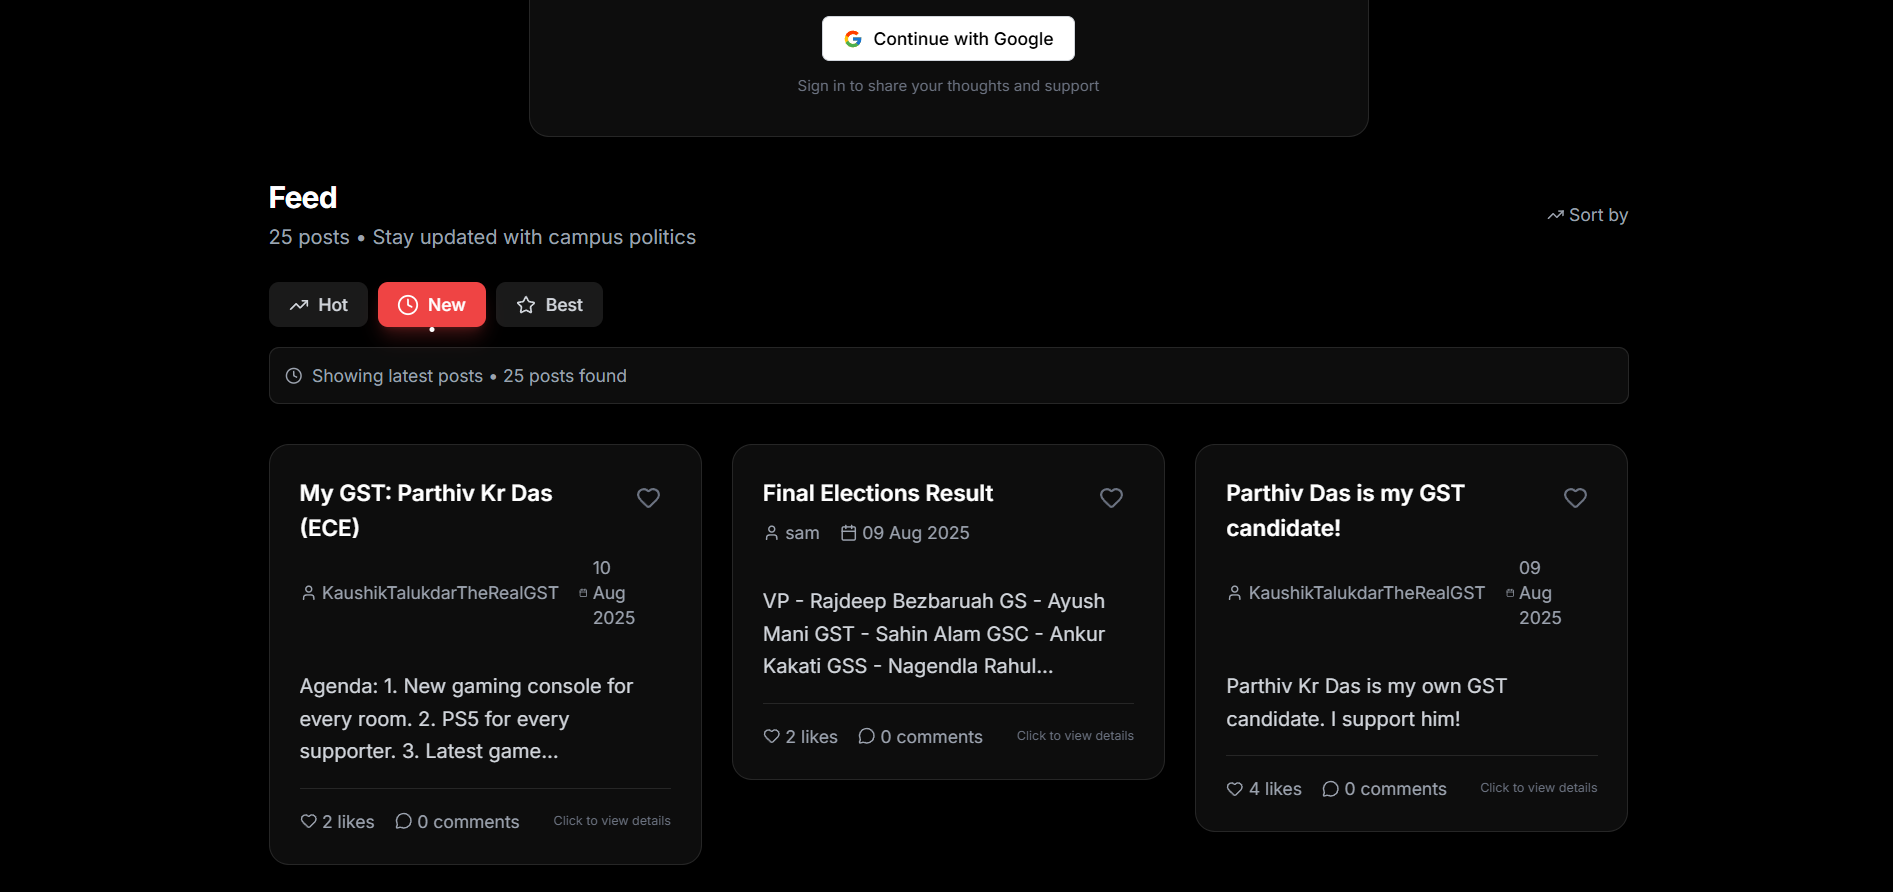 Continue with Google
Sign in to share your thoughts and support
Feed
25 posts • Stay updated with campus politics
Sort by
Hot
New
Best
Showing latest posts • 25 posts found
My GST: Parthiv Kr Das
(ECE)
KaushikTalukdarTheRealGST
10
Aug
2025
Agenda: 1. New gaming console for
every room. 2. PS5 for every
supporter. 3. Latest game...
2 likes
0 comments
Click to view details
Final Elections Result
sam
09 Aug 2025
VP - Rajdeep Bezbaruah GS - Ayush
Mani GST - Sahin Alam GSC - Ankur
Kakati GSS - Nagendla Rahul...
2 likes
0 comments
Click to view details
Parthiv Das is my GST
candidate!
KaushikTalukdarTheRealGST
09
Aug
2025
Parthiv Kr Das is my own GST
candidate. I support him!
4 likes
0 comments
Click to view details